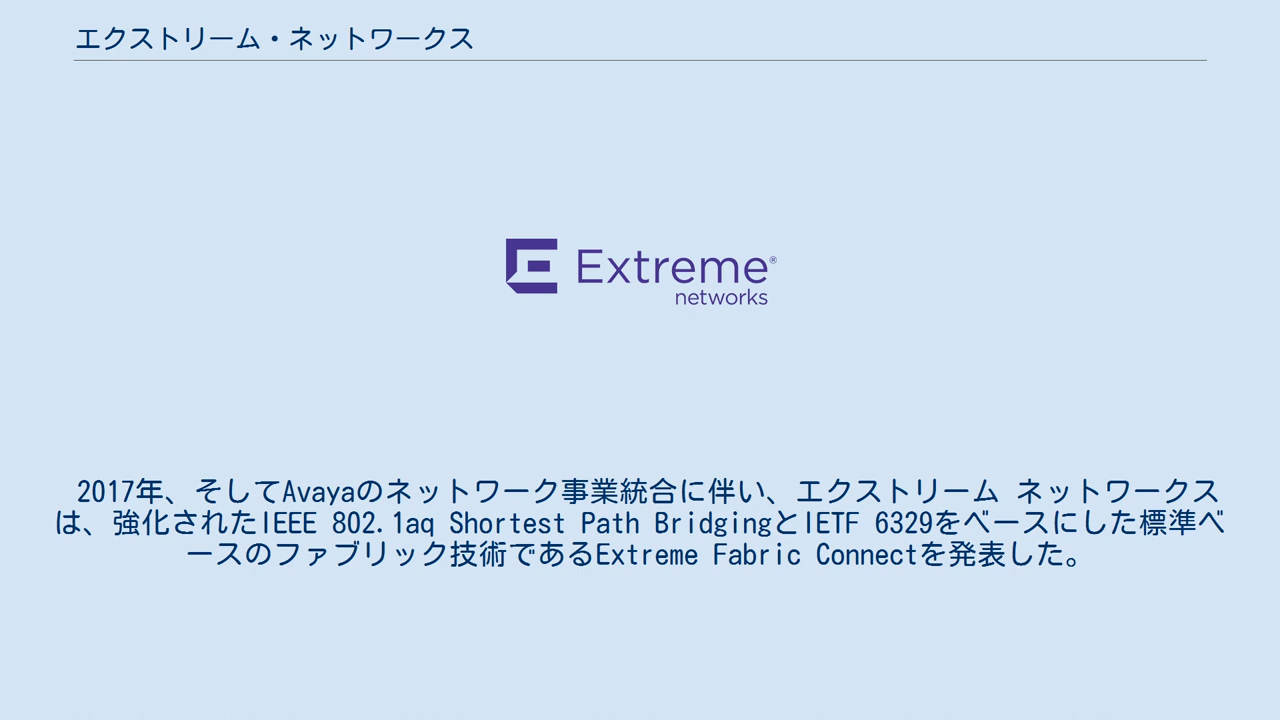 エクストリーム・ネットワークス
Extreme®
networks
2017年、そしてAvayaのネットワーク事業統合に伴い、エクストリーム ネットワークス
は、強化されたIEEE 802.1aq Shortest Path BridgingとIETF 6329をベースにした標準ベ
ースのファブリック技術であるExtreme Fabric Connectを発表した。